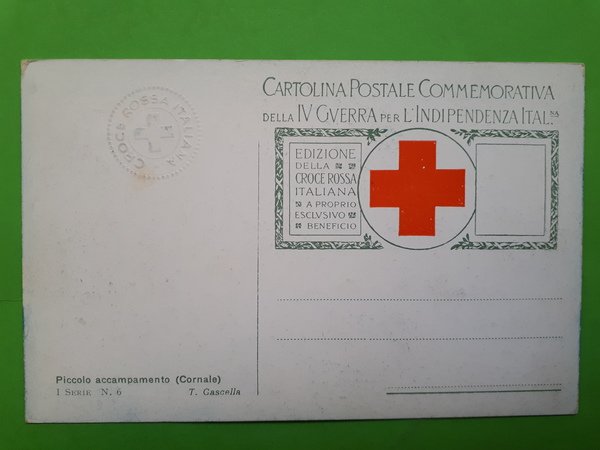 CROCE ROSSA ITALIANA
CARTOLINA POSTALE COMMEMORATIVA
DELLA IV GVERRA PER L'INDIPENDENZA ITAL.NA
EDIZIONE
DELLA
CROCE ROSSA
ITALIANA
A PROPRIO
ESCLVSIVO
BENEFICIO
Piccolo accampamento (Cornale)
I SERIE N. 6 T. Cascella